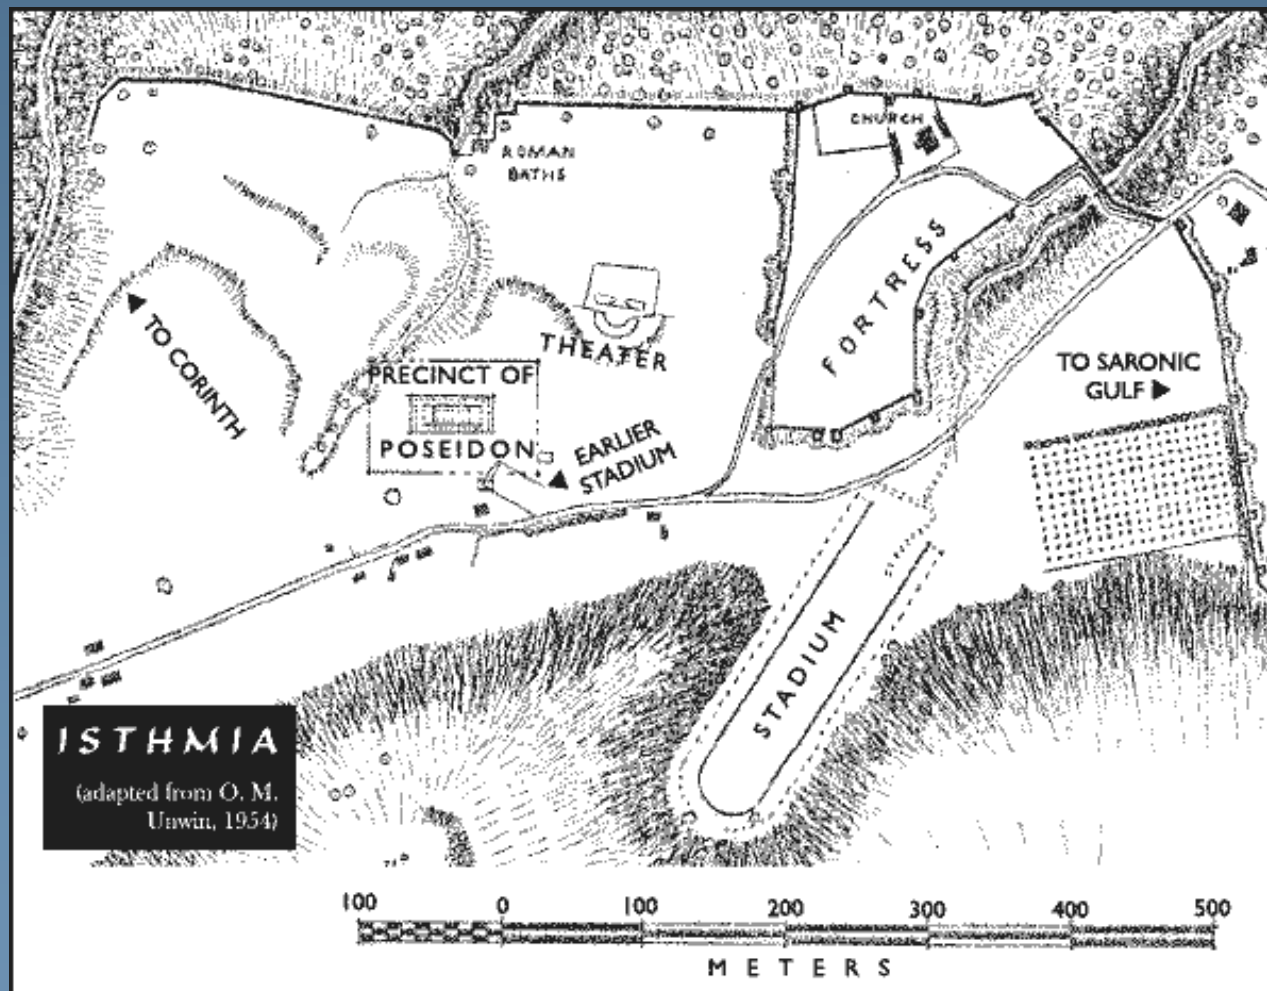 CHURCH
ROMAN
BATHS
FORTRESS
THEATER
TO CORINTH
TO SARONIC
GULF
PRECINCT OF
POSEIDON
EARLIER
STADIUM
STADIUM
ISTHMIA
(adapted from O. M.
Unwin, 1954)
100 0 100 200 300 400 500
METERS